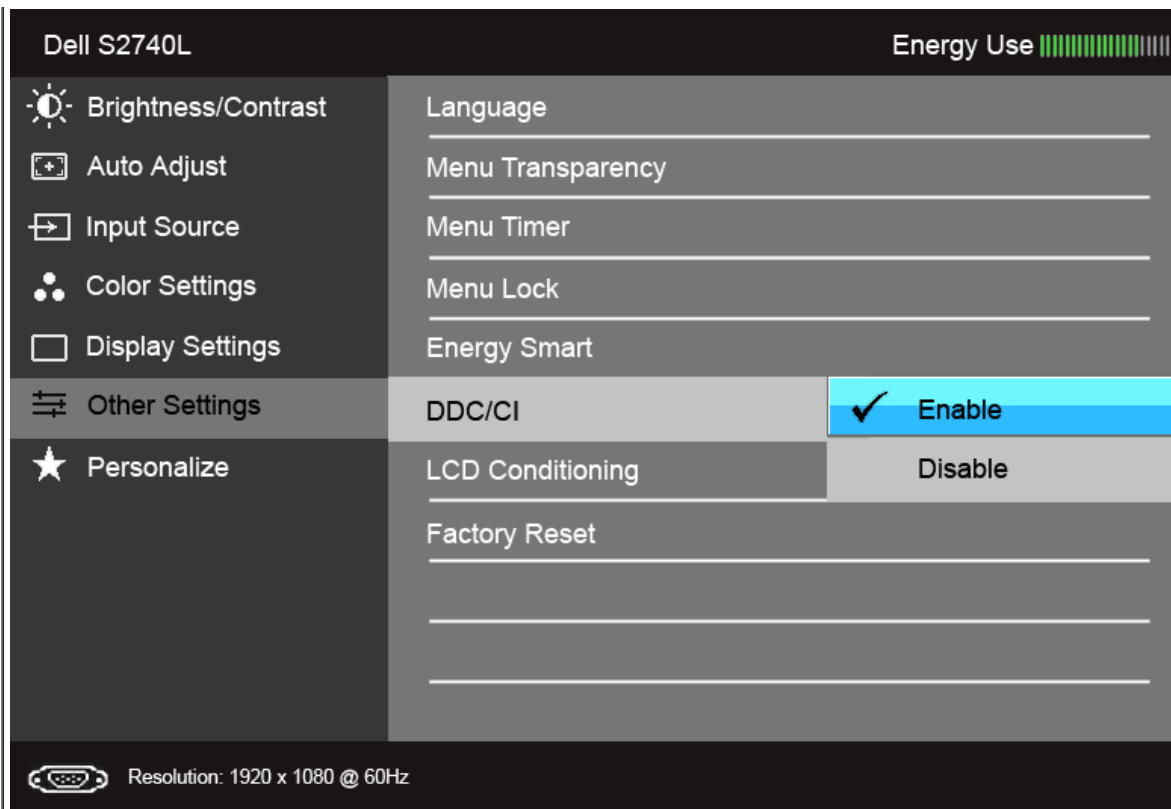 Dell S2740L
Energy Use
Brightness/Contrast
Auto Adjust
Input Source
Color Settings
Display Settings
Other Settings
Personalize
Language
Menu Transparency
Menu Timer
Menu Lock
Energy Smart
DDC/CI
Enable
Disable
LCD Conditioning
Factory Reset
Resolution: 1920 x 1080 @ 60Hz